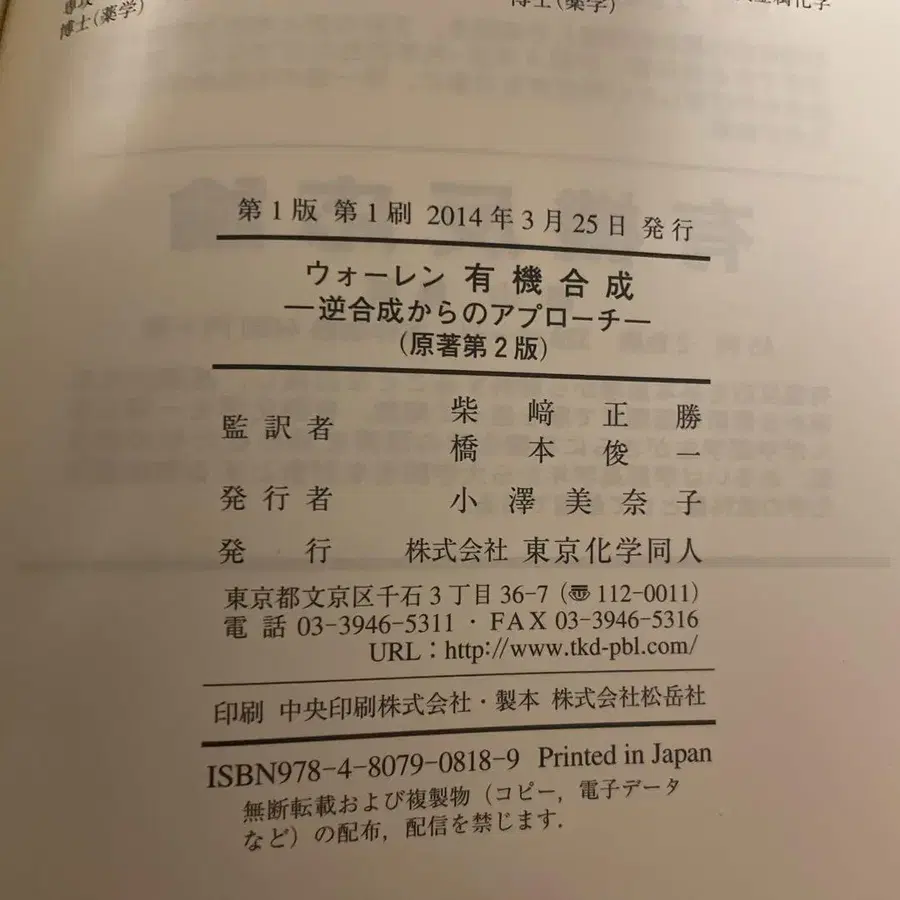 博士（薬学）
博士（薬学）
第1版 第1刷 2014年3月25日 発行
ウォーレン 有機合成
―逆合成からのアプローチ―
(原著第2版)
監訳者 柴﨑正勝
橋本俊一
発行者 小澤美奈子
発行 株式会社 東京化学同人
東京都文京区千石3丁目36-7（〠112-0011）
電話 03-3946-5311・FAX 03-3946-5316
URL：http://www.tkd-pbl.com/
印刷 中央印刷株式会社・製本 株式会社松岳社
ISBN978-4-8079-0818-9 Printed in Japan
無断転載および複製物（コピー，電子データ
など）の配布，配信を禁じます．